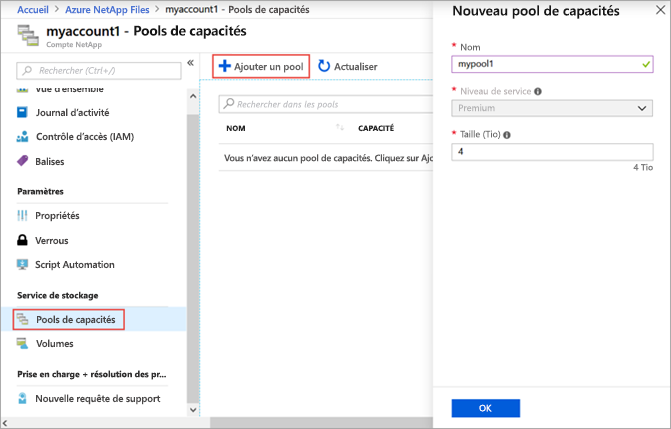 Accueil > Azure NetApp Files > myaccount1 - Pools de capacités
myaccount1 - Pools de capacités
Compte NetApp
Rechercher (Ctrl+/)
Vue d'ensemble
Journal d'activité
Contrôle d'accès (IAM)
Balises
Paramètres
Propriétés
Verrous
Script Automation
Service de stockage
Pools de capacités
Volumes
Prise en charge + résolution des pr...
Nouvelle requête de support
Ajouter un pool
Actualiser
Rechercher dans les pools
NOM
CAPACITÉ
Vous n'avez aucun pool de capacités. Cliquez sur Ajo
Nouveau pool de capacités
* Nom
mypool1
* Niveau de service
Premium
* Taille (Tio)
4
4 Tio
OK